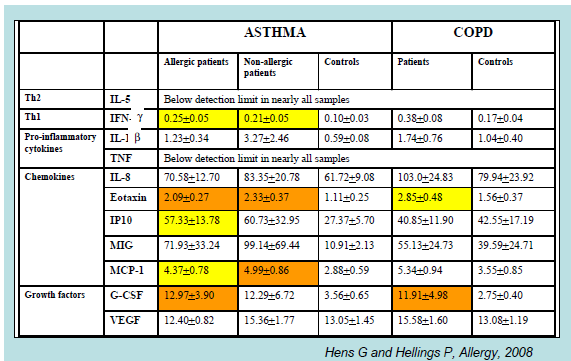 ASTHMA COPD
Allergic patients Non-allergic patients Controls Patients Controls
Th2 IL-5 Below detection limit in nearly all samples
Th1 IFN- γ 0.25±0.05 0.21±0.05 0.10±0.03 0.38±0.08 0.17±0.04
Pro-inflammatory cytokines IL-1 β 1.23±0.34 3.27±2.46 0.59±0.08 1.74±0.76 1.04±0.40
TNF Below detection limit in nearly all samples
Chemokines IL-8 70.58±12.70 83.35±20.78 61.72±9.08 103.0±24.83 79.94±23.92
Eotaxin 2.09±0.27 2.33±0.37 1.11±0.25 2.85±0.48 1.56±0.37
IP10 57.33±13.78 60.73±32.95 27.37±5.70 40.85±11.90 42.55±17.19
MIG 71.93±33.24 99.14±69.44 10.91±2.13 55.13±24.73 39.59±24.71
MCP-1 4.37±0.78 4.99±0.86 2.88±0.59 5.34±0.94 3.55±0.85
Growth factors G-CSF 12.97±3.90 12.29±6.72 3.56±0.65 11.91±4.98 2.75±0.40
VEGF 12.40±0.82 15.36±1.77 13.05±1.45 15.58±1.60 13.08±1.19
Hens G and Hellings P, Allergy, 2008